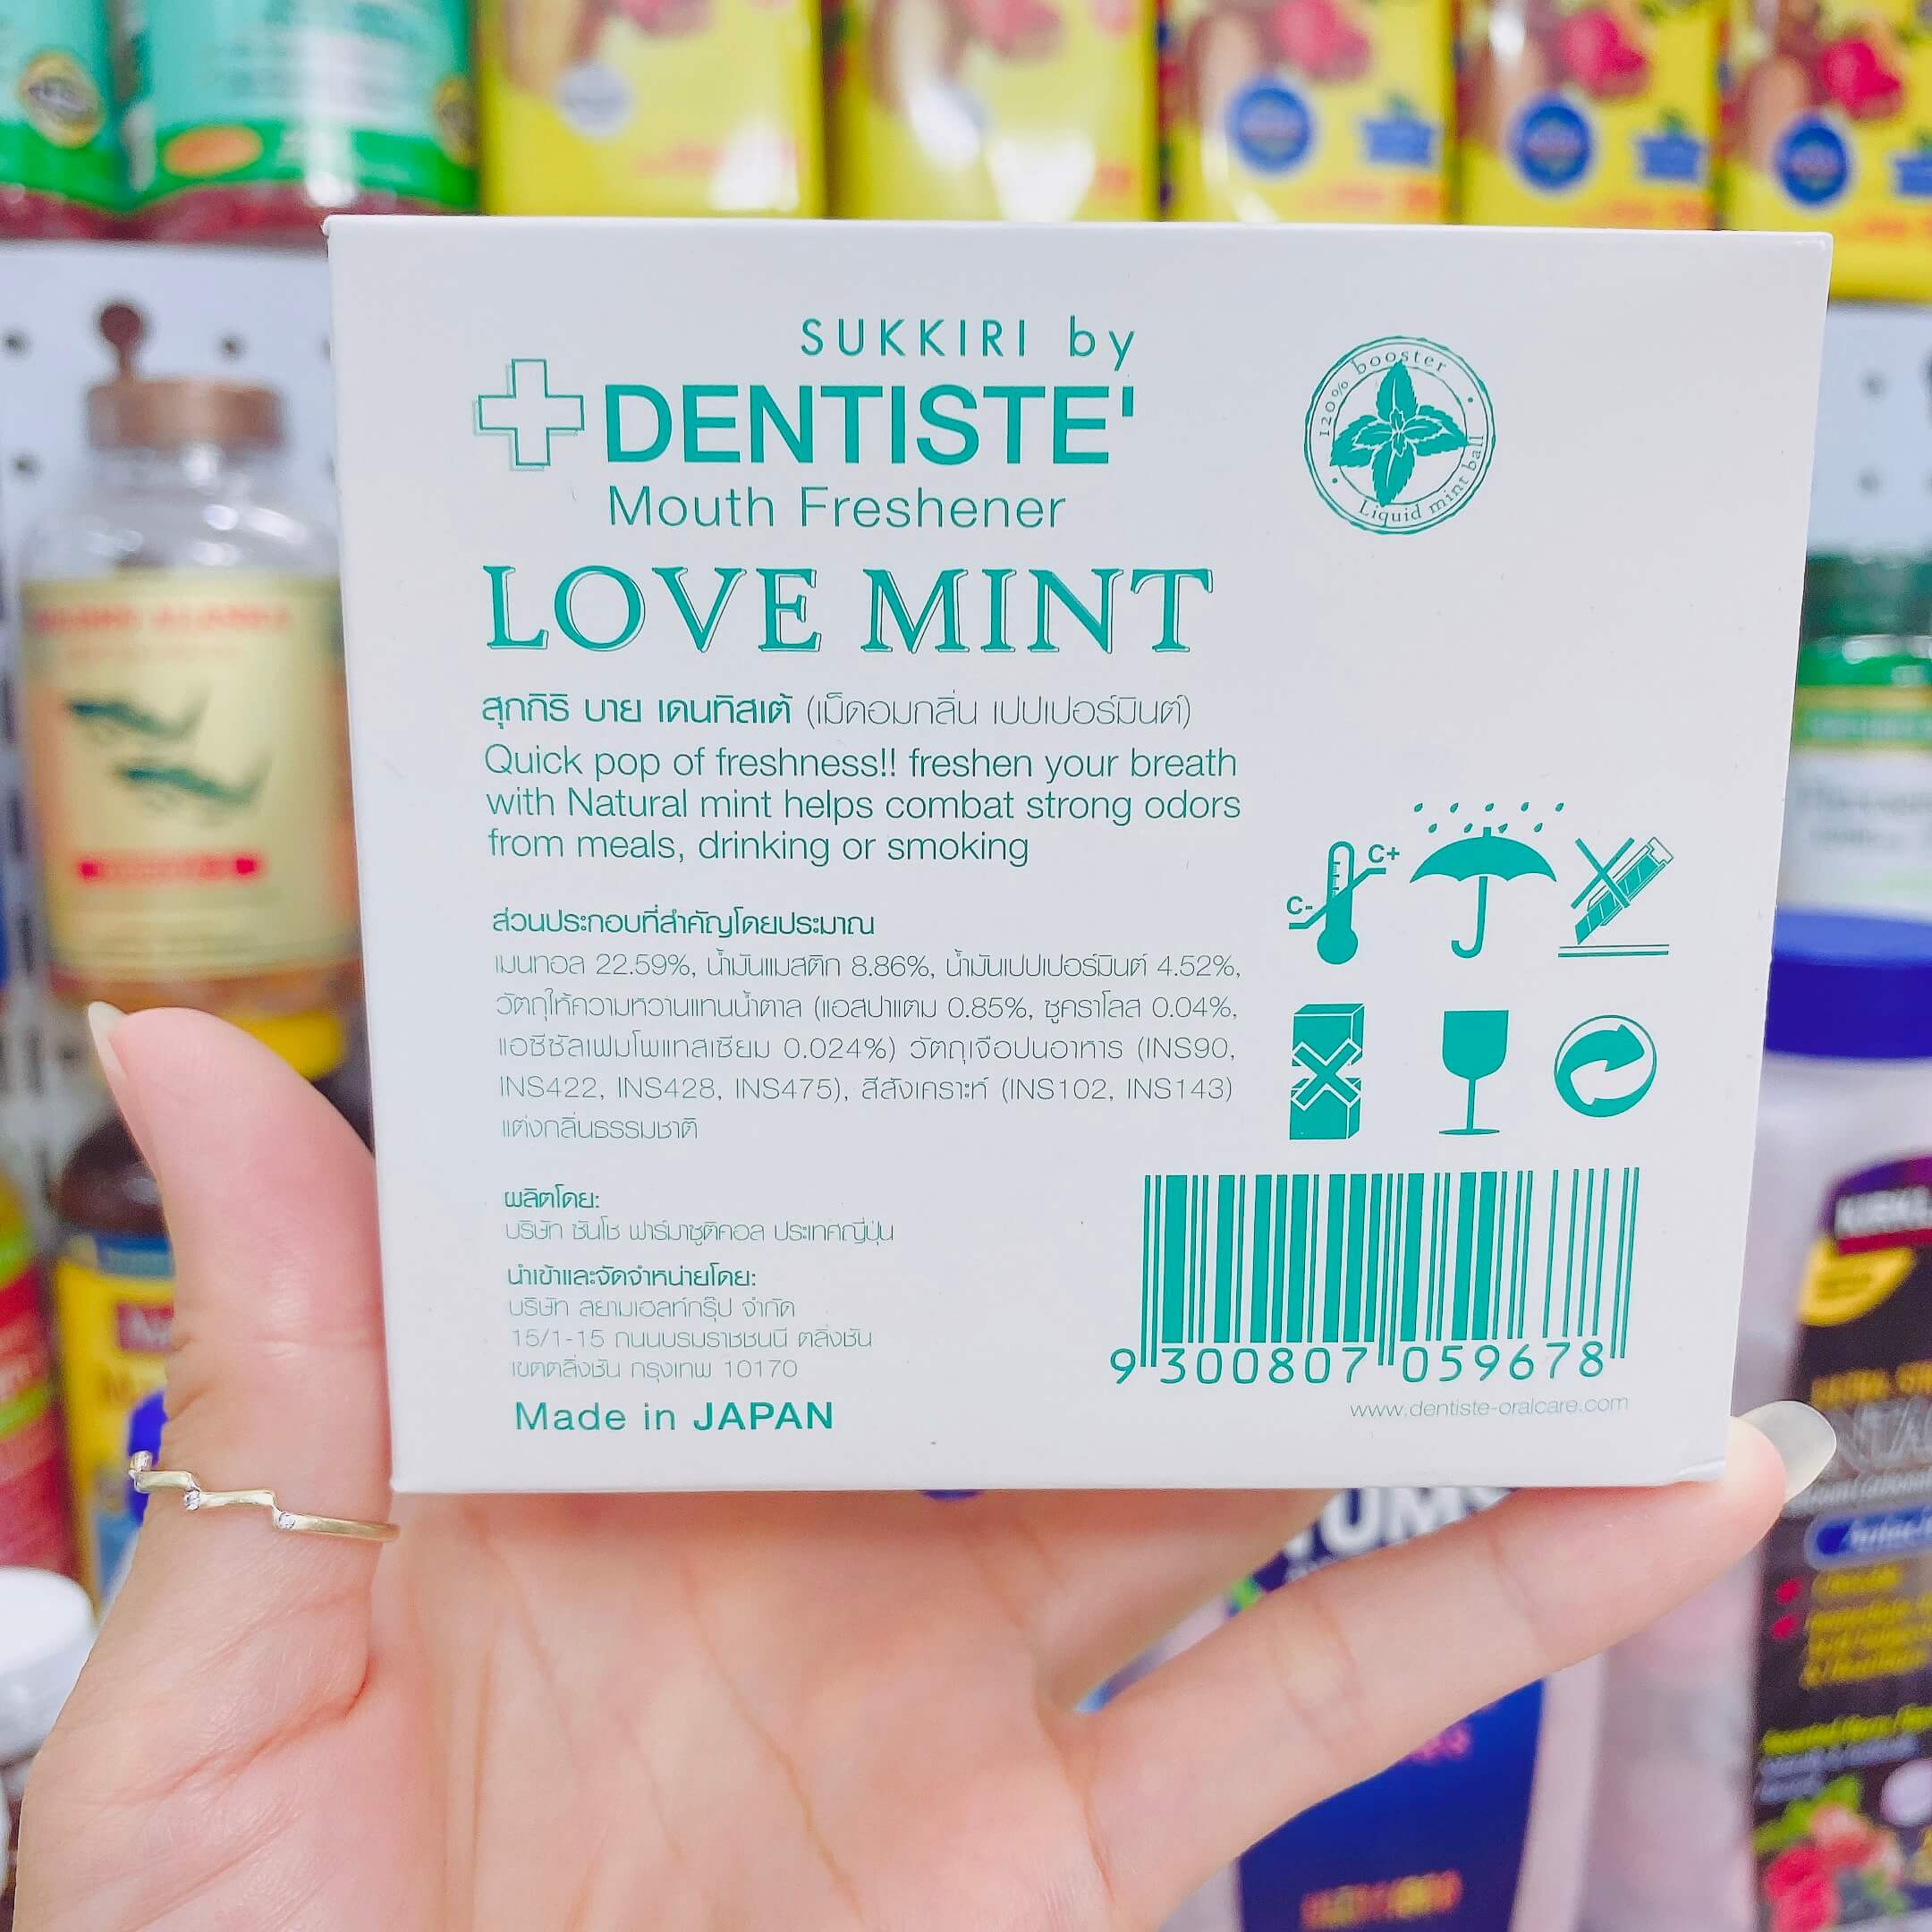 SUKKIRI by
DENTISTE'
Mouth Freshener
LOVE MINT
120% booster
Liquid mint ball
สุกกิริ บาย เดนทิสเต้ (เม็ดอมกลิ่น เปปเปอร์มินต์)
Quick pop of freshness!! freshen your breath
with Natural mint helps combat strong odors
from meals, drinking or smoking
C+
C-
ส่วนประกอบที่สำคัญโดยประมาณ
เมนทอล 22.59%, น้ำมันแมสติก 8.86%, น้ำมันเปปเปอร์มินต์ 4.52%,
วัตถุให้ความหวานแทนน้ำตาล (แอสปาแตม 0.85%, ซูคราโลส 0.04%,
แอซีซัลเฟมโพแทสเซียม 0.024%) วัตถุเจือปนอาหาร (INS90,
INS422, INS428, INS475), สีสังเคราะห์ (INS102, INS143)
แต่งกลิ่นธรรมชาติ
ผลิตโดย:
บริษัท ซันโช ฟาร์มาซูติคอล ประเทศญี่ปุ่น
นำเข้าและจัดจำหน่ายโดย:
บริษัท สยามเฮลท์กรุ๊ป จำกัด
15/1-15 ถนนบรมราชชนนี ตลิ่งชัน
เขตตลิ่งชัน กรุงเทพ 10170
Made in JAPAN
9 300807 059678
www.dentiste-oralcare.com